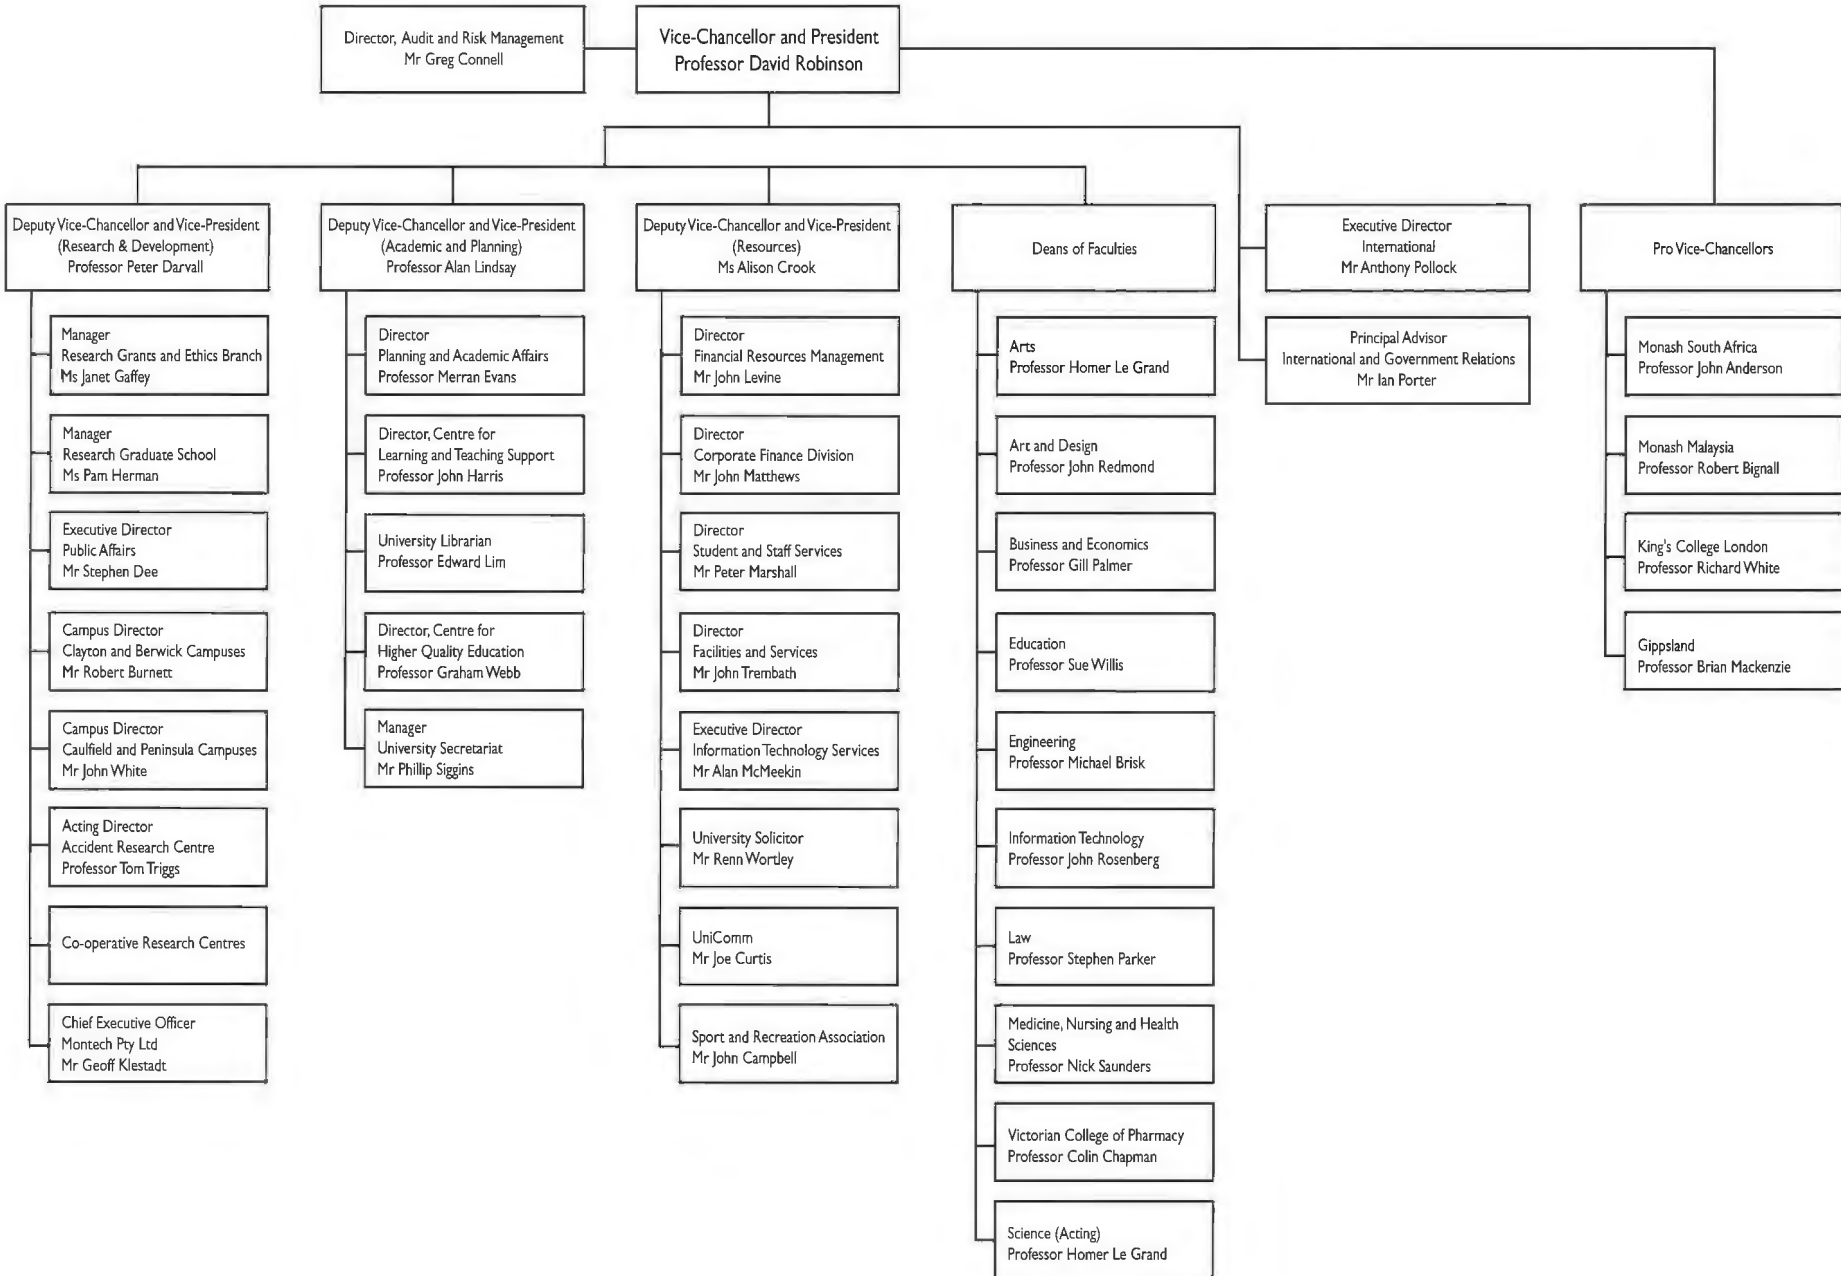 Director, Audit and Risk Management
Mr Greg Connell
Vice-Chancellor and President
Professor David Robinson
Deputy Vice-Chancellor and Vice-President
(Research & Development)
Professor Peter Darvall
Manager
Research Grants and Ethics Branch
Ms Janet Gaffey
Manager
Research Graduate School
Ms Pam Herman
Executive Director
Public Affairs
Mr Stephen Dee
Campus Director
Clayton and Berwick Campuses
Mr Robert Burnett
Campus Director
Caulfield and Peninsula Campuses
Mr John White
Acting Director
Accident Research Centre
Professor Tom Triggs
Co-operative Research Centres
Chief Executive Officer
Montech Pty Ltd
Mr Geoff Klestadt
Deputy Vice-Chancellor and Vice-President
(Academic and Planning)
Professor Alan Lindsay
Director
Planning and Academic Affairs
Professor Merran Evans
Director, Centre for
Learning and Teaching Support
Professor John Harris
University Librarian
Professor Edward Lim
Director, Centre for
Higher Quality Education
Professor Graham Webb
Manager
University Secretariat
Mr Phillip Siggins
Deputy Vice-Chancellor and Vice-President
(Resources)
Ms Alison Crook
Director
Financial Resources Management
Mr John Levine
Director
Corporate Finance Division
Mr John Matthews
Director
Student and Staff Services
Mr Peter Marshall
Director
Facilities and Services
Mr John Trembath
Executive Director
Information Technology Services
Mr Alan McMeekin
University Solicitor
Mr Renn Wortley
UniComm
Mr Joe Curtis
Sport and Recreation Association
Mr John Campbell
Deans of Faculties
Arts
Professor Homer Le Grand
Art and Design
Professor John Redmond
Business and Economics
Professor Gill Palmer
Education
Professor Sue Willis
Engineering
Professor Michael Brisk
Information Technology
Professor John Rosenberg
Law
Professor Stephen Parker
Medicine, Nursing and Health
Sciences
Professor Nick Saunders
Victorian College of Pharmacy
Professor Colin Chapman
Science (Acting)
Professor Homer Le Grand
Executive Director
International
Mr Anthony Pollock
Principal Advisor
International and Government Relations
Mr Ian Porter
Pro Vice-Chancellors
Monash South Africa
Professor John Anderson
Monash Malaysia
Professor Robert Bignall
King's College London
Professor Richard White
Gippsland
Professor Brian Mackenzie